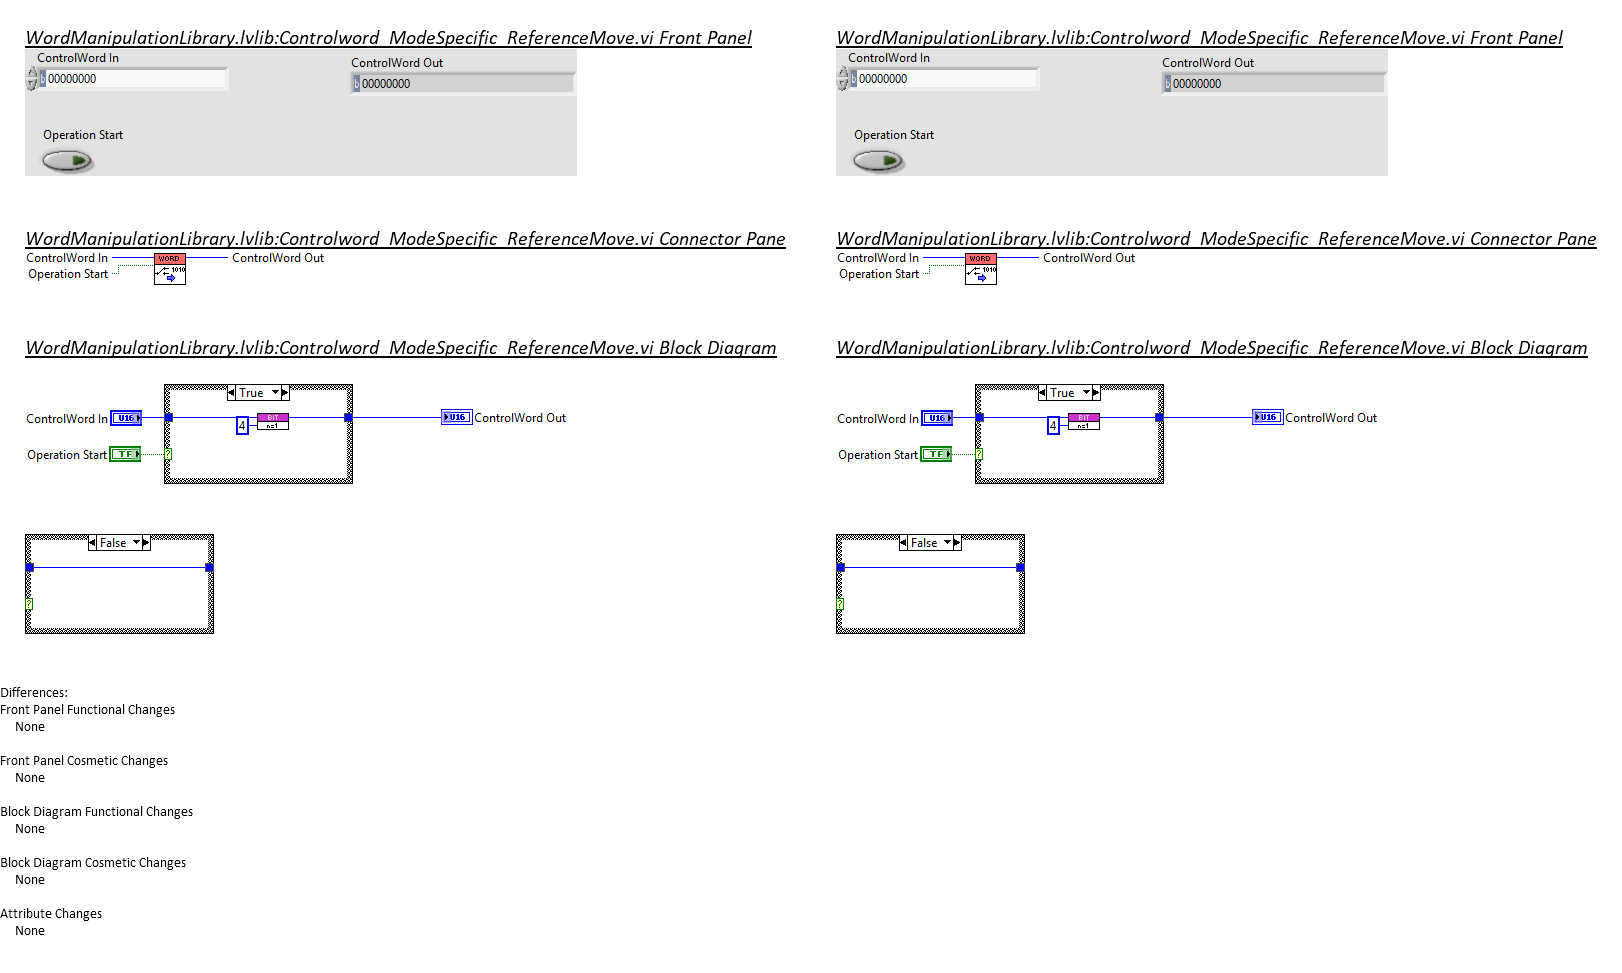 WordManipulationLibrary.lvlib:Controlword_ModeSpecific_ReferenceMove.vi Front Panel
ControlWord In
b 00000000
ControlWord Out
b 00000000
Operation Start
WordManipulationLibrary.lvlib:Controlword_ModeSpecific_ReferenceMove.vi Connector Pane
ControlWord In
Operation Start
WORD
1010
ControlWord Out
WordManipulationLibrary.lvlib:Controlword_ModeSpecific_ReferenceMove.vi Block Diagram
True
ControlWord In
U16
4
BIT
n=1
U16
ControlWord Out
Operation Start
TF
?
False
?
WordManipulationLibrary.lvlib:Controlword_ModeSpecific_ReferenceMove.vi Front Panel
ControlWord In
b 00000000
ControlWord Out
b 00000000
Operation Start
WordManipulationLibrary.lvlib:Controlword_ModeSpecific_ReferenceMove.vi Connector Pane
ControlWord In
Operation Start
WORD
1010
ControlWord Out
WordManipulationLibrary.lvlib:Controlword_ModeSpecific_ReferenceMove.vi Block Diagram
True
ControlWord In
U16
4
BIT
n=1
U16
ControlWord Out
Operation Start
TF
?
False
?
Differences:
Front Panel Functional Changes
None
Front Panel Cosmetic Changes
None
Block Diagram Functional Changes
None
Block Diagram Cosmetic Changes
None
Attribute Changes
None